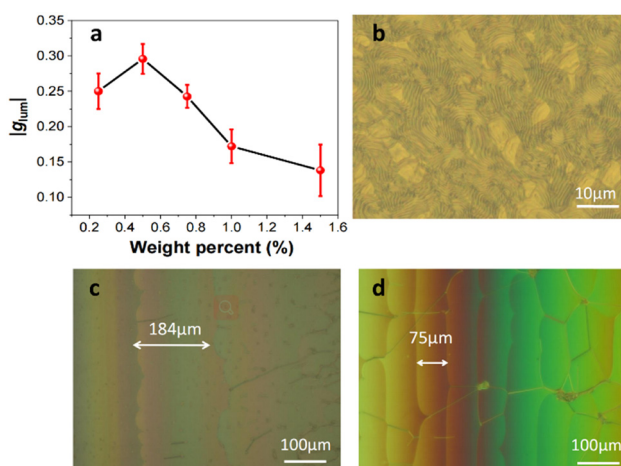 a
0.35
0.30
0.25
0.20
0.15
0.10
|glum|
0.2 0.4 0.6 0.8 1.0 1.2 1.4 1.6
Weight percent (%)
b
10μm
c
184μm
100μm
d
75μm
100μm